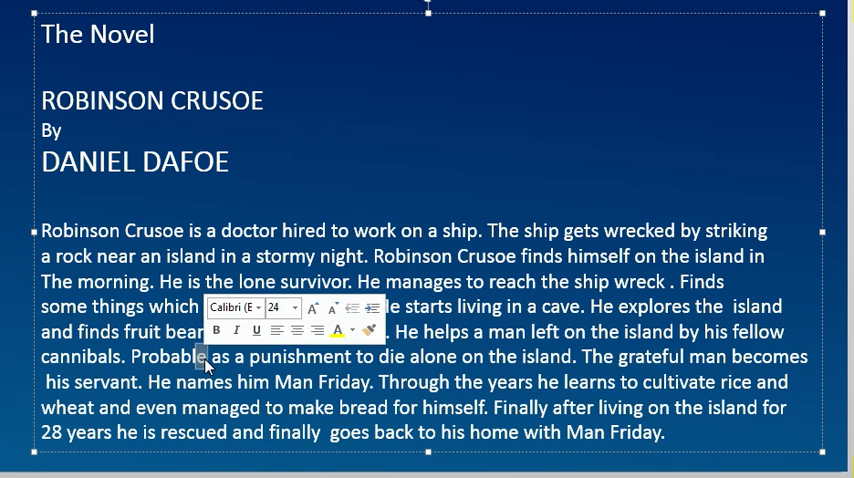 The Novel
ROBINSON CRUSOE
By
DANIEL DAFOE
Robinson Crusoe is a doctor hired to work on a ship. The ship gets wrecked by striking
a rock near an island in a stormy night. Robinson Crusoe finds himself on the island in
The morning. He is the lone survivor. He manages to reach the ship wreck . Finds
some things which He starts living in a cave. He explores the island
Calibri (E 24
and finds fruit bear . He helps a man left on the island by his fellow
B I U A
cannibals. Probable as a punishment to die alone on the island. The grateful man becomes
his servant. He names him Man Friday. Through the years he learns to cultivate rice and
wheat and even managed to make bread for himself. Finally after living on the island for
28 years he is rescued and finally goes back to his home with Man Friday.